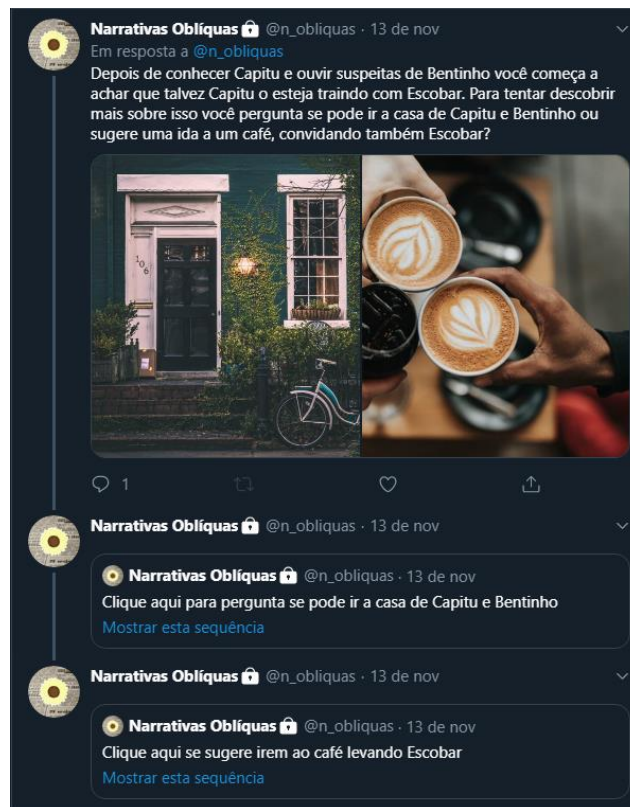 Narrativas Oblíquas @n_obliquas · 13 de nov
Em resposta a @n_obliquas
Depois de conhecer Capitu e ouvir suspeitas de Bentinho você começa a
achar que talvez Capitu o esteja traindo com Escobar. Para tentar descobrir
mais sobre isso você pergunta se pode ir a casa de Capitu e Bentinho ou
sugere uma ida a um café, convidando também Escobar?
106
1
Narrativas Oblíquas @n_obliquas · 13 de nov
Narrativas Oblíquas @n_obliquas · 13 de nov
Clique aqui para pergunta se pode ir a casa de Capitu e Bentinho
Mostrar esta sequência
Narrativas Oblíquas @n_obliquas · 13 de nov
Narrativas Oblíquas @n_obliquas · 13 de nov
Clique aqui se sugere irem ao café levando Escobar
Mostrar esta sequência